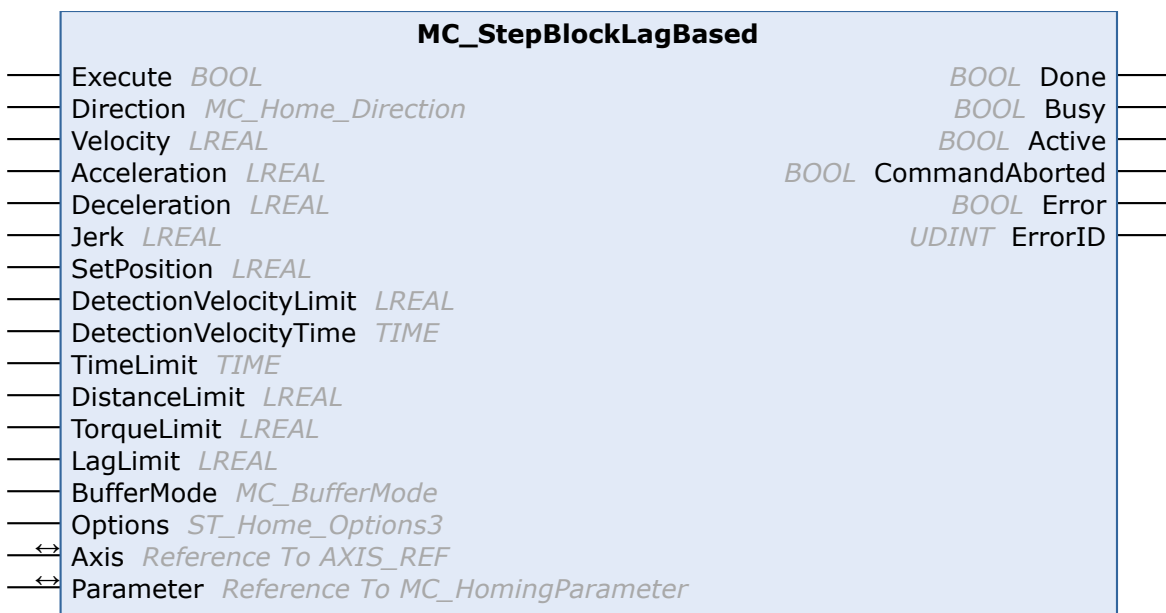 MC_StepBlockLagBased
Execute BOOL BOOL Done
Direction MC_Home_Direction BOOL Busy
Velocity LREAL BOOL Active
Acceleration LREAL BOOL CommandAborted
Deceleration LREAL BOOL Error
Jerk LREAL UDINT ErrorID
SetPosition LREAL
DetectionVelocityLimit LREAL
DetectionVelocityTime TIME
TimeLimit TIME
DistanceLimit LREAL
TorqueLimit LREAL
LagLimit LREAL
BufferMode MC_BufferMode
Options ST_Home_Options3
↔ Axis Reference To AXIS_REF
↔ Parameter Reference To MC_HomingParameter